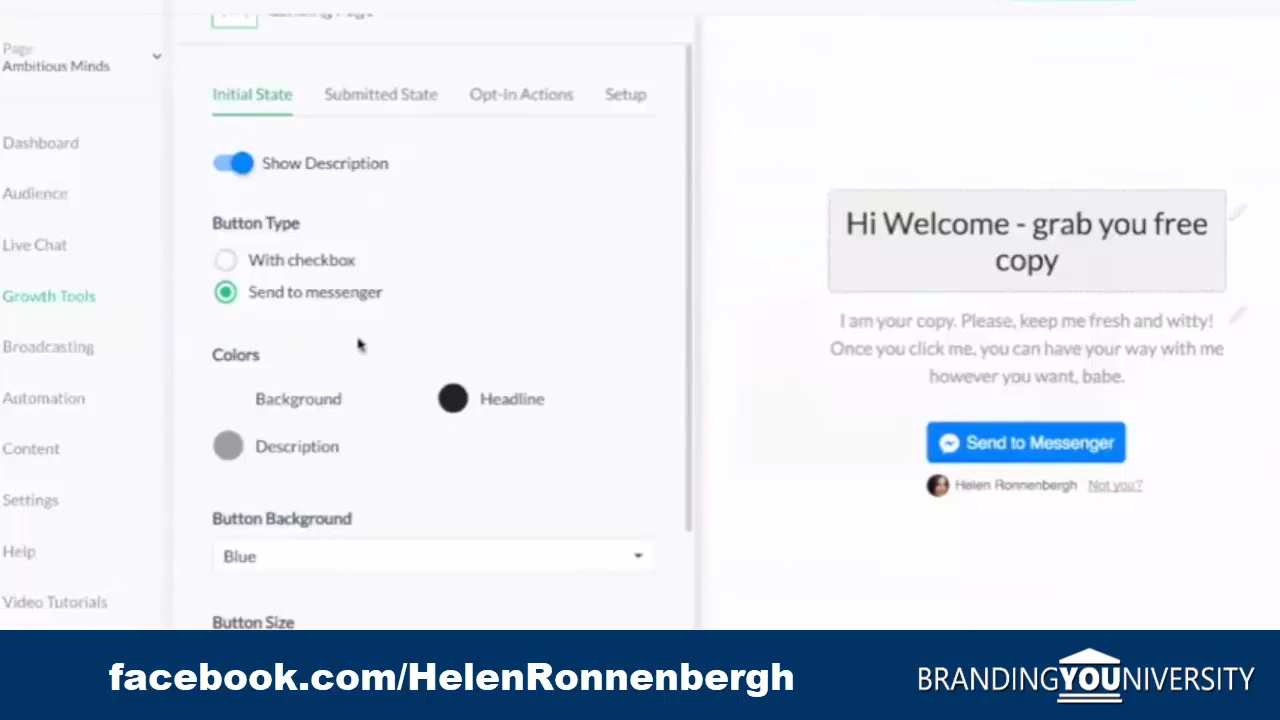 Landing Page
Page
Ambitious Minds
Dashboard
Audience
Live Chat
Growth Tools
Broadcasting
Automation
Content
Settings
Help
Video Tutorials
Initial State Submitted State Opt-In Actions Setup
Show Description
Button Type
With checkbox
Send to messenger
Colors
Background Headline
Description
Button Background
Blue
Button Size
Hi Welcome - grab you free
copy
I am your copy. Please, keep me fresh and witty!
Once you click me, you can have your way with me
however you want, babe.
Send to Messenger
Helen Ronnenbergh Not you?
facebook.com/HelenRonnenbergh
BRANDINGYOUNIVERSITY